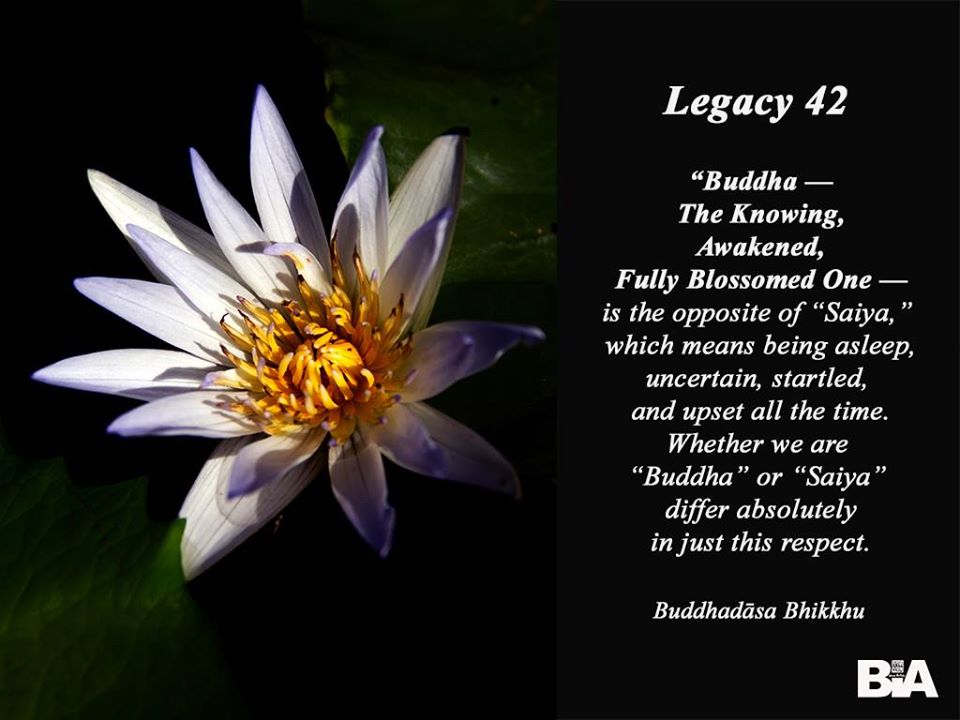 Legacy 42
“Buddha —
The Knowing,
Awakened,
Fully Blossomed One —
is the opposite of “Saiya,”
which means being asleep,
uncertain, startled,
and upset all the time.
Whether we are
“Buddha” or “Saiya”
differ absolutely
in just this respect.
Buddhadāsa Bhikkhu
BiA